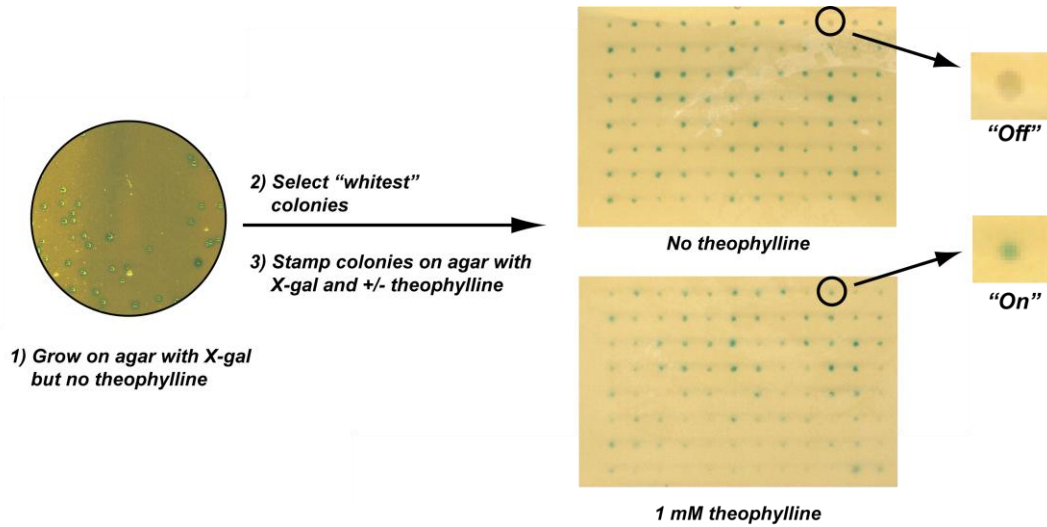 1) Grow on agar with X-gal
but no theophylline
2) Select “whitest”
colonies
3) Stamp colonies on agar with
X-gal and +/- theophylline
No theophylline
1 mM theophylline
“Off”
“On”